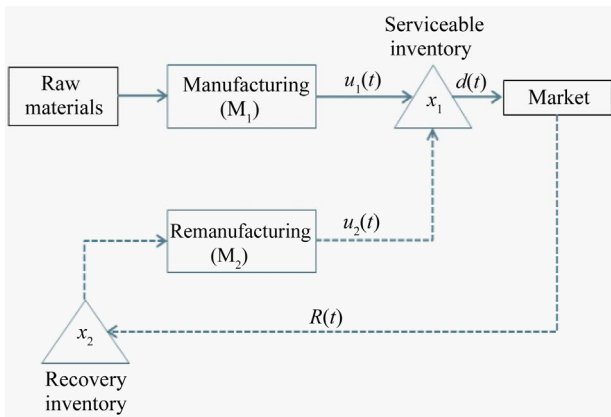 Serviceable
inventory
Raw
materials
Manufacturing
(M₁)
u₁(t)
x₁
d(t)
Market
Remanufacturing
(M₂)
u₂(t)
R(t)
x₂
Recovery
inventory